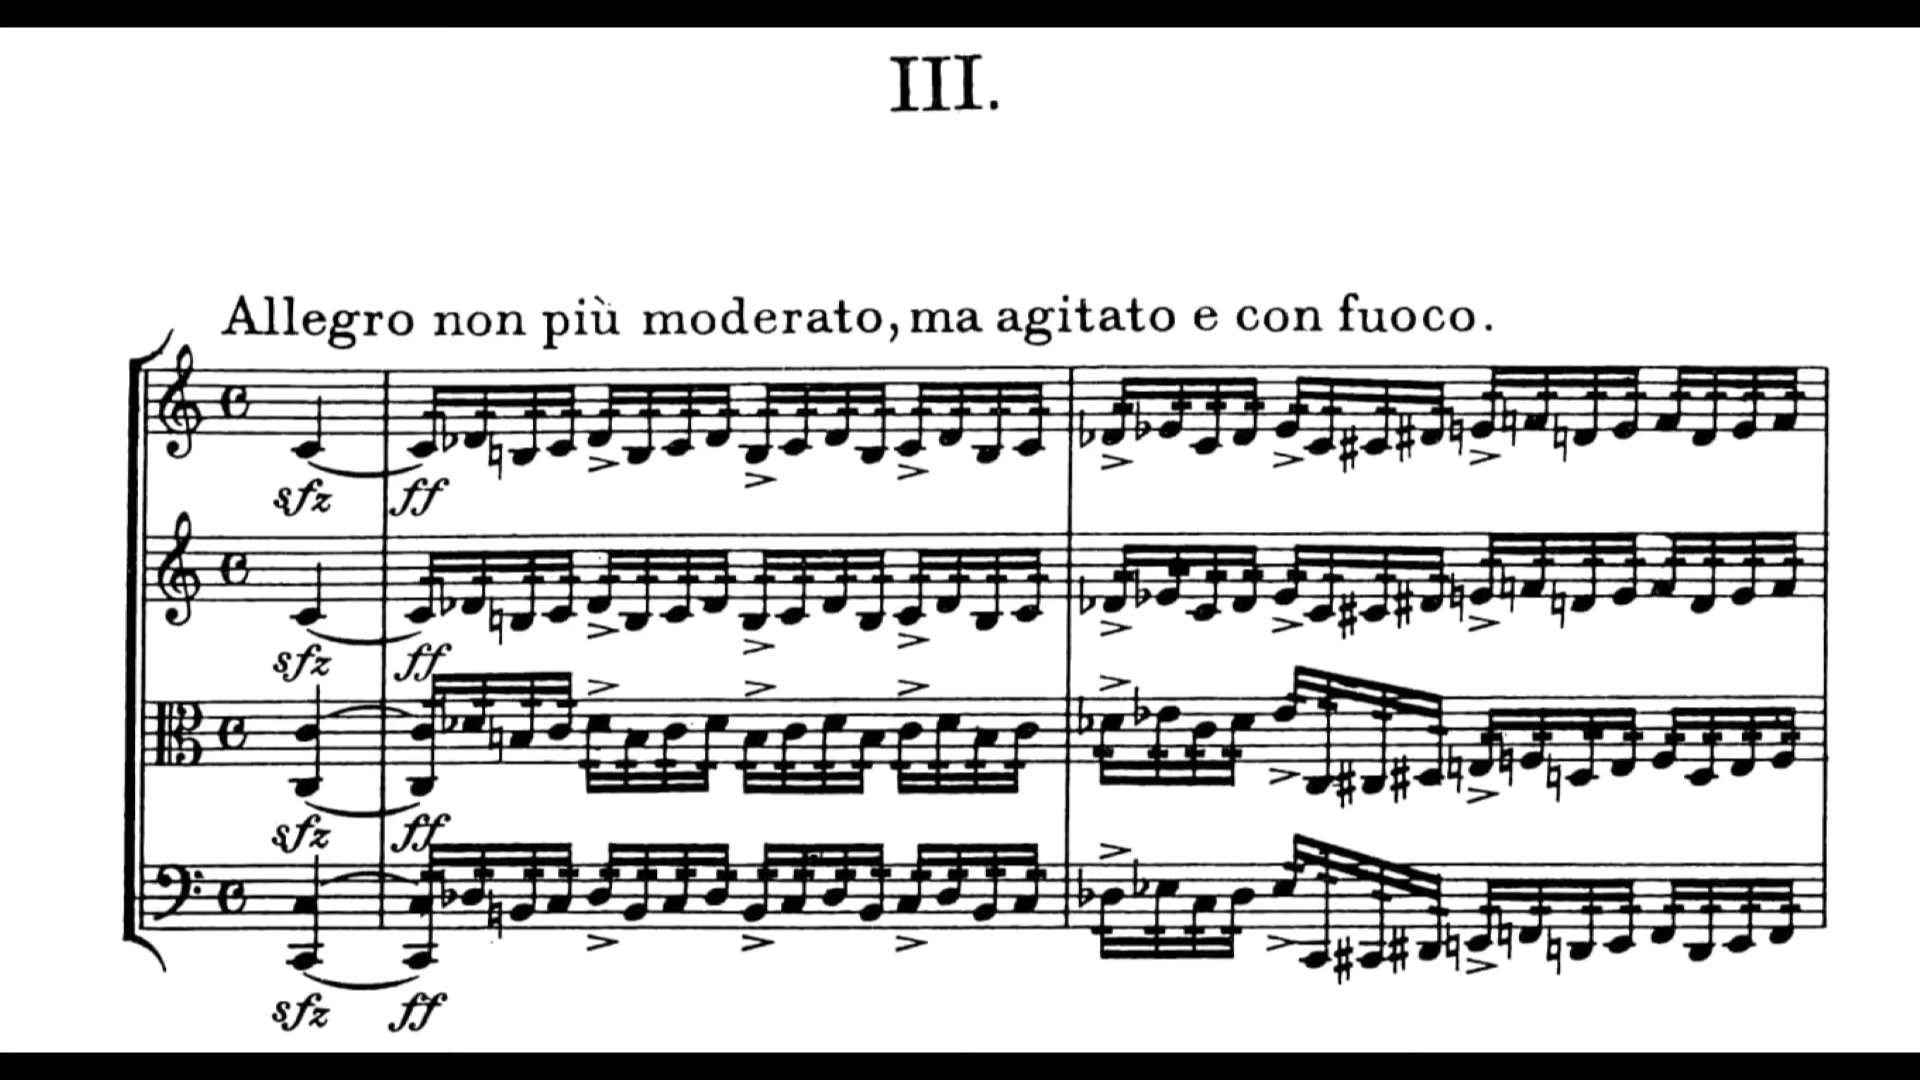 III.
Allegro non più moderato, ma agitato e con fuoco.
sfz ff
sfz ff
sfz ff
sfz ff